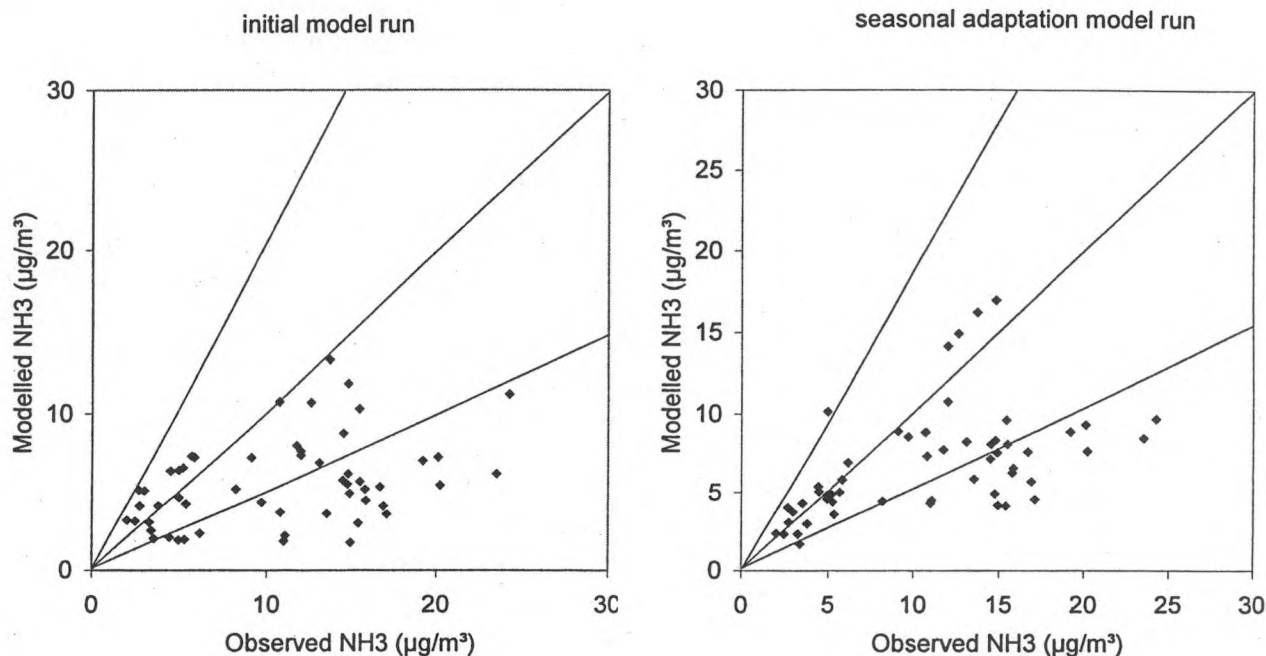 initial model run
30
20
10
0
Modelled NH3 (µg/m³)
0 10 20 30
Observed NH3 (µg/m³)
seasonal adaptation model run
30
25
20
15
10
5
0
Modelled NH3 (µg/m³)
0 5 10 15 20 25 30
Observed NH3 (µg/m³)